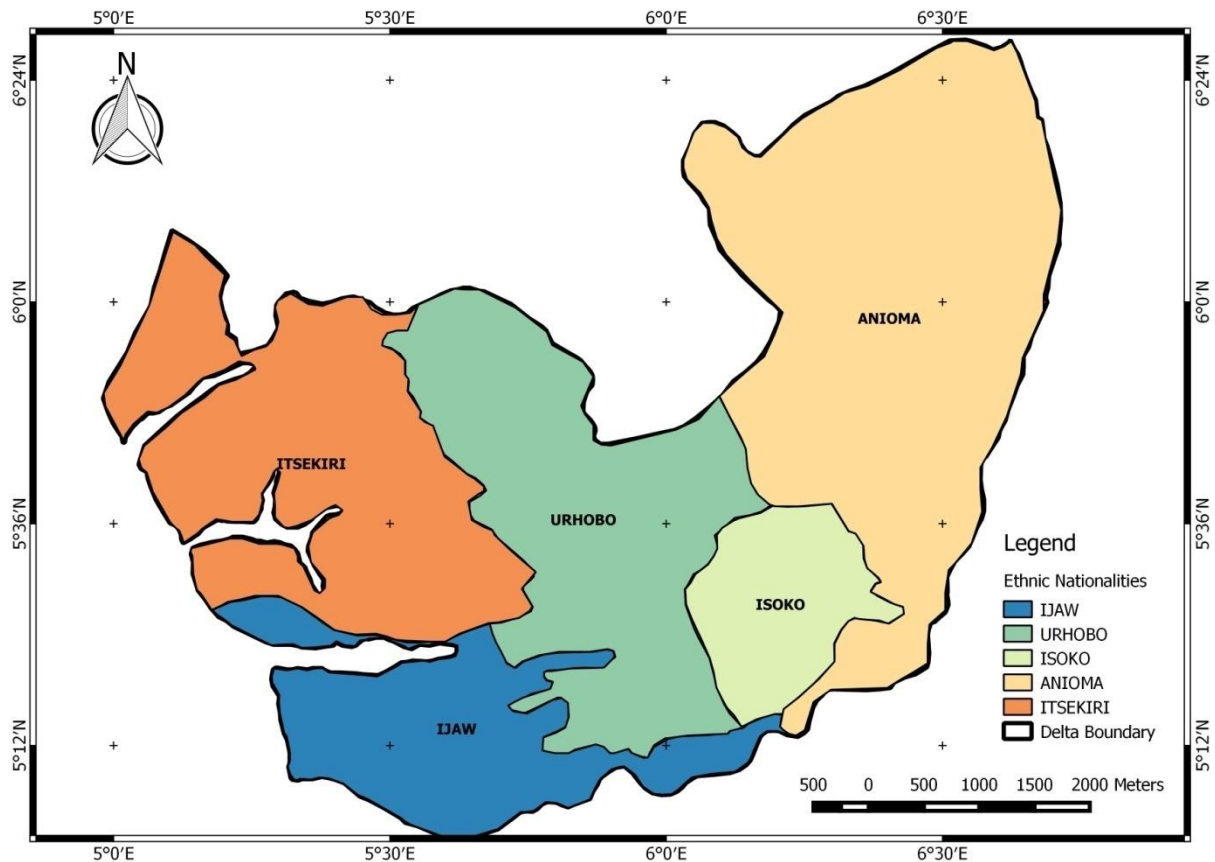 5°0'E 5°30'E 6°0'E 6°30'E
N
6°24'N 6°24'N
6°0'N 6°0'N
ANIOMA
ITSEKIRI
URHOBO
5°36'N 5°36'N
Legend
Ethnic Nationalities
ISOKO
IJAW
URHOBO
ISOKO
ANIOMA
ITSEKIRI
Delta Boundary
IJAW
5°12'N 5°12'N
500 0 500 1000 1500 2000 Meters
5°0'E 5°30'E 6°0'E 6°30'E